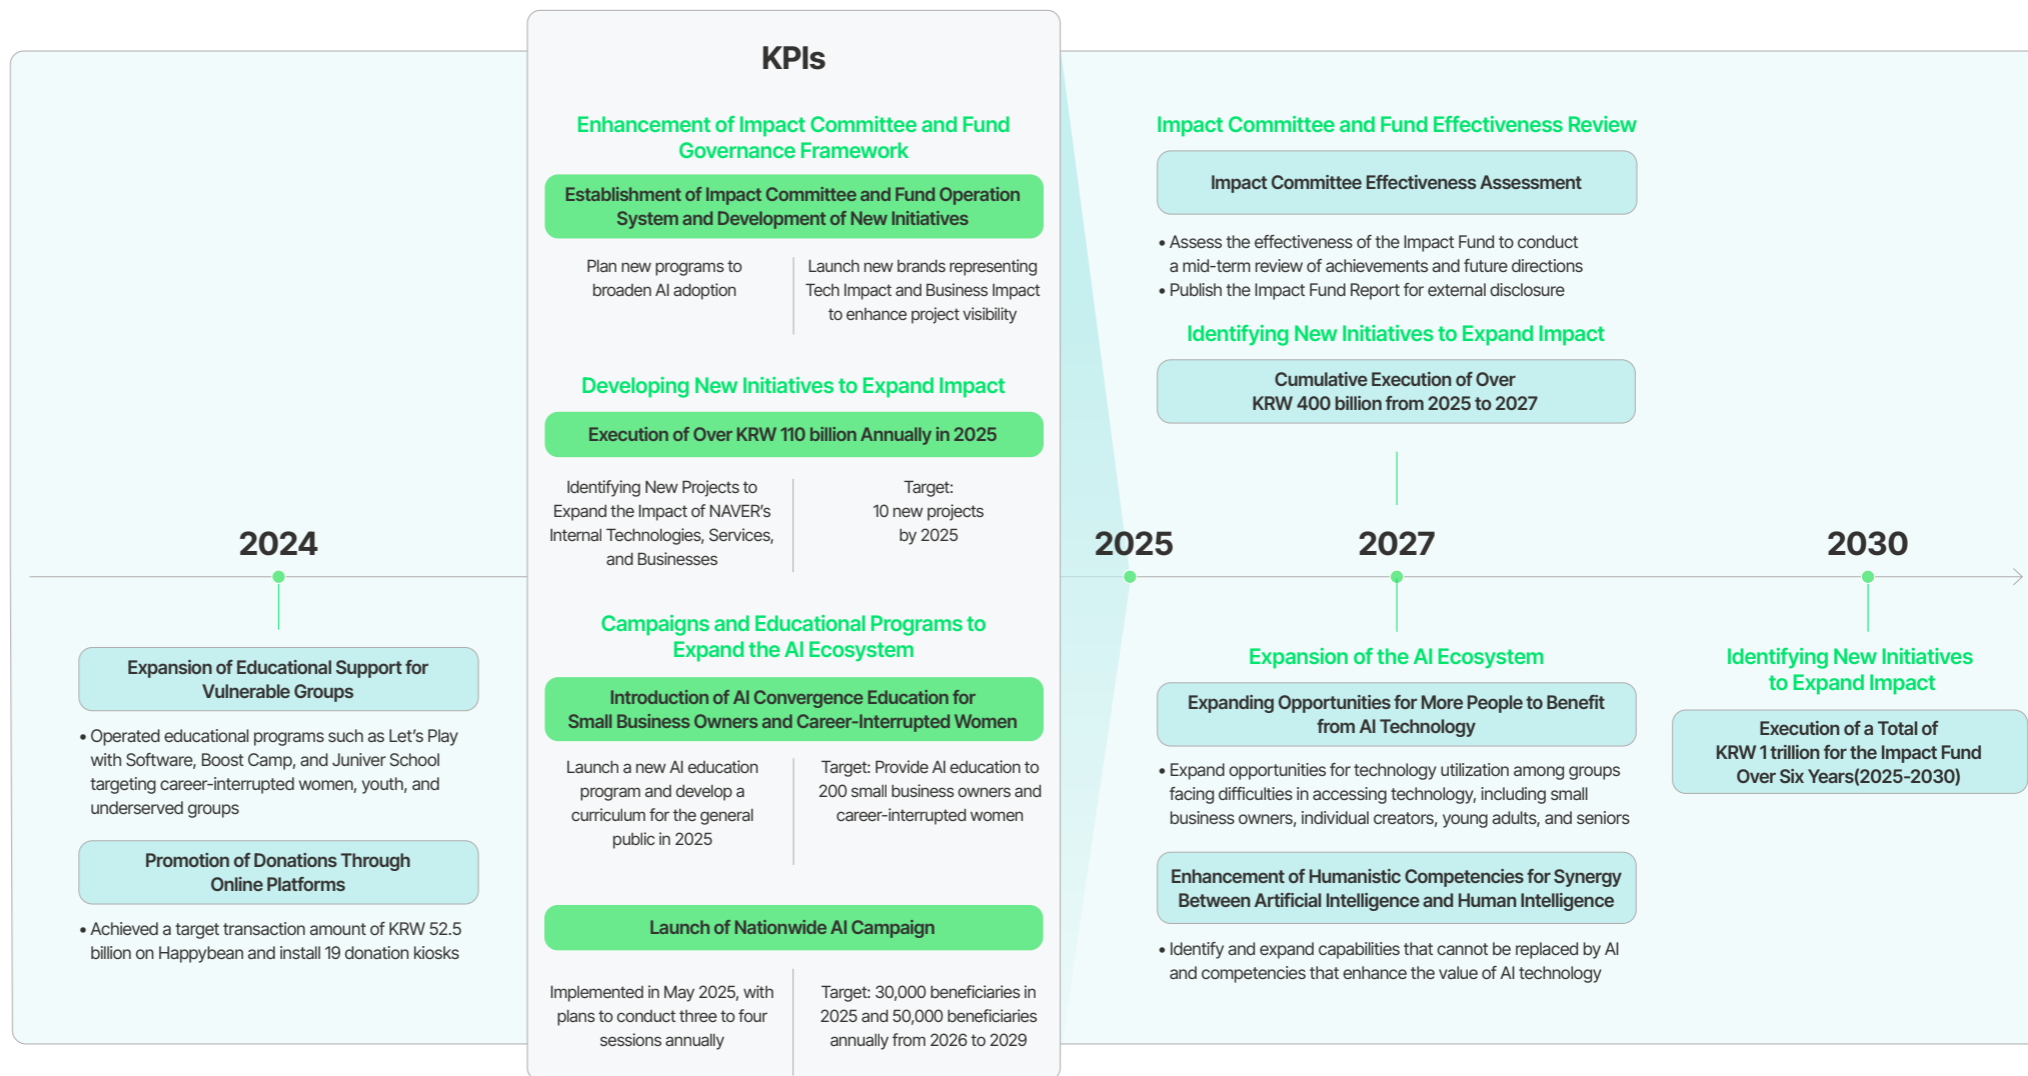 2024
Expansion of Educational Support for
Vulnerable Groups
• Operated educational programs such as Let's Play
with Software, Boost Camp, and Juniver School
targeting career-interrupted women, youth, and
underserved groups
Promotion of Donations Through
Online Platforms
• Achieved a target transaction amount of KRW 52.5
billion on Happybean and install 19 donation kiosks
KPIs
Enhancement of Impact Committee and Fund
Governance Framework
Establishment of Impact Committee and Fund Operation
System and Development of New Initiatives
Plan new programs to
broaden AI adoption
Launch new brands representing
Tech Impact and Business Impact
to enhance project visibility
Developing New Initiatives to Expand Impact
Execution of Over KRW 110 billion Annually in 2025
Identifying New Projects to
Expand the Impact of NAVER's
Internal Technologies, Services,
and Businesses
Target:
10 new projects
by 2025
Campaigns and Educational Programs to
Expand the AI Ecosystem
Introduction of AI Convergence Education for
Small Business Owners and Career-Interrupted Women
Launch a new AI education
program and develop a
curriculum for the general
public in 2025
Target: Provide AI education to
200 small business owners and
career-interrupted women
Launch of Nationwide AI Campaign
Implemented in May 2025, with
plans to conduct three to four
sessions annually
Target: 30,000 beneficiaries in
2025 and 50,000 beneficiaries
annually from 2026 to 2029
2025
Impact Committee and Fund Effectiveness Review
Impact Committee Effectiveness Assessment
• Assess the effectiveness of the Impact Fund to conduct
a mid-term review of achievements and future directions
• Publish the Impact Fund Report for external disclosure
Identifying New Initiatives to Expand Impact
Cumulative Execution of Over
KRW 400 billion from 2025 to 2027
2027
Expansion of the AI Ecosystem
Expanding Opportunities for More People to Benefit
from AI Technology
• Expand opportunities for technology utilization among groups
facing difficulties in accessing technology, including small
business owners, individual creators, young adults, and seniors
Enhancement of Humanistic Competencies for Synergy
Between Artificial Intelligence and Human Intelligence
• Identify and expand capabilities that cannot be replaced by AI
and competencies that enhance the value of AI technology
2030
Identifying New Initiatives
to Expand Impact
Execution of a Total of
KRW 1 trillion for the Impact Fund
Over Six Years(2025-2030)